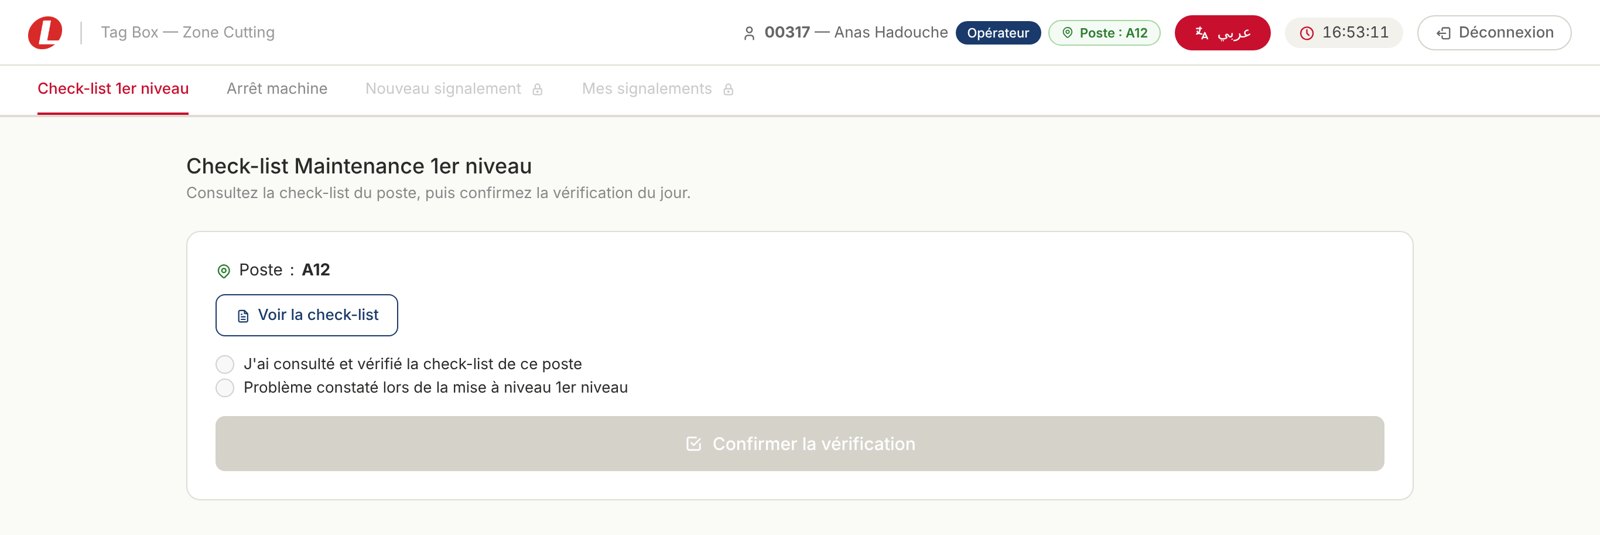 L
Tag Box — Zone Cutting
00317 — Anas Hadouche
Opérateur
Poste : A12
عربي
16:53:11
Déconnexion
Check-list 1er niveau
Arrêt machine
Nouveau signalement
Mes signalements
Check-list Maintenance 1er niveau
Consultez la check-list du poste, puis confirmez la vérification du jour.
Poste : A12
Voir la check-list
J'ai consulté et vérifié la check-list de ce poste
Problème constaté lors de la mise à niveau 1er niveau
Confirmer la vérification